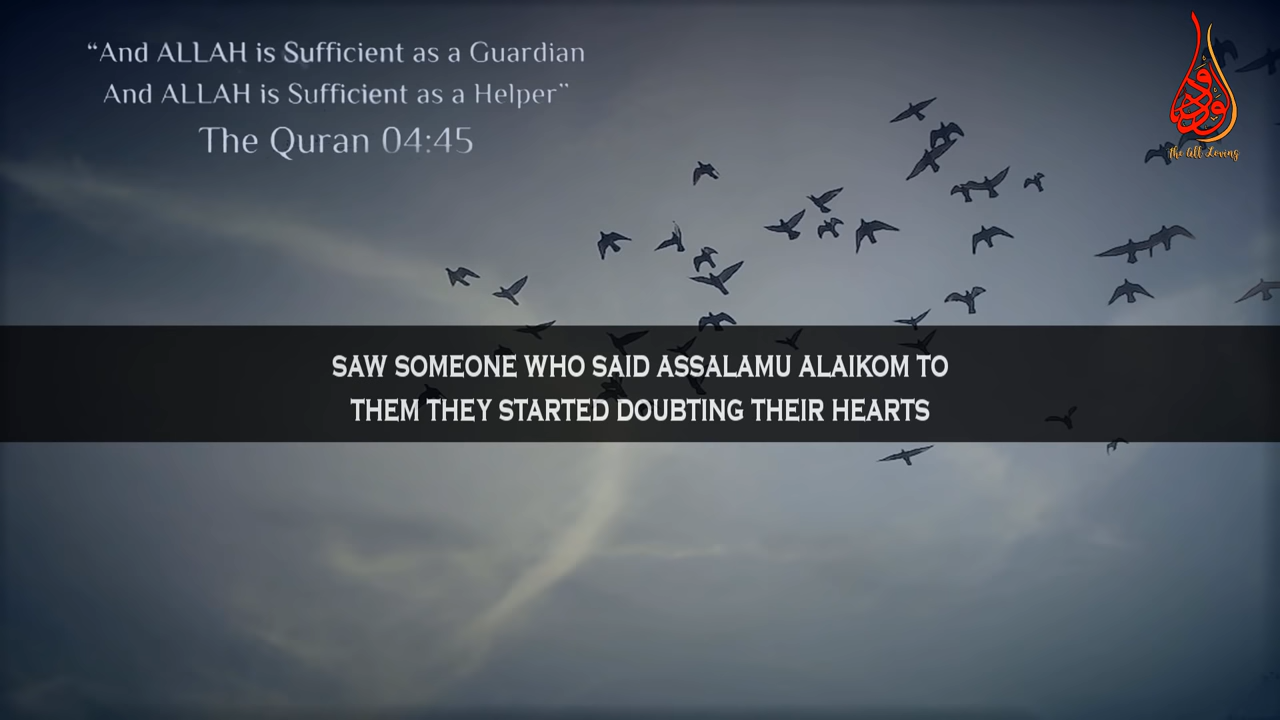 “And ALLAH is Sufficient as a Guardian
And ALLAH is Sufficient as a Helper”
The Quran 04:45
الودود
The All Loving
SAW SOMEONE WHO SAID ASSALAMU ALAIKOM TO
THEM THEY STARTED DOUBTING THEIR HEARTS